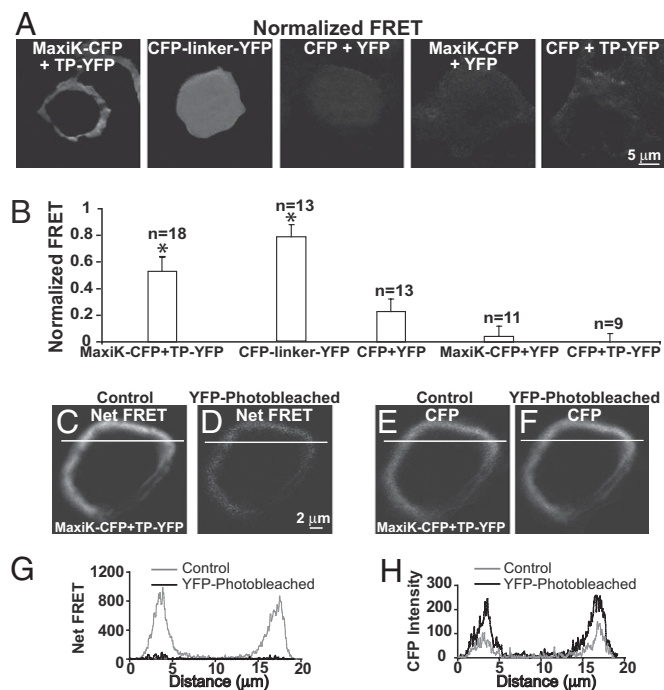 A
Normalized FRET
MaxiK-CFP + TP-YFP
CFP-linker-YFP
CFP + YFP
MaxiK-CFP + YFP
CFP + TP-YFP
5 µm
B
Normalized FRET
1
0.8
0.6
0.4
0.2
0
n=18
*
n=13
*
n=13
n=11
n=9
MaxiK-CFP+TP-YFP
CFP-linker-YFP
CFP+YFP
MaxiK-CFP+YFP
CFP+TP-YFP
Control
YFP-Photobleached
Control
YFP-Photobleached
C
Net FRET
D
Net FRET
E
CFP
F
CFP
MaxiK-CFP+TP-YFP
2 µm
MaxiK-CFP+TP-YFP
G
Control
YFP-Photobleached
Net FRET
1200
800
400
0
0
5
10
15
20
Distance (µm)
H
Control
YFP-Photobleached
CFP Intensity
300
200
100
0
0
5
10
15
20
Distance (µm)